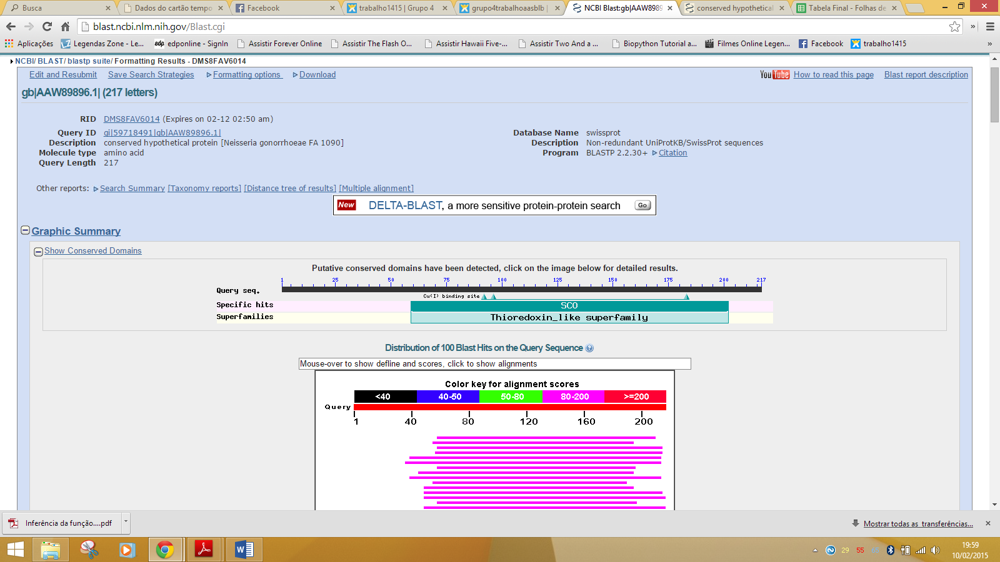 Busca
Dados do cartão tempo
Facebook
trabalho1415 | Grupo 4
grupo4trabalhoaasblb |
NCBI Blast:gb|AAW8989
conserved hypothetical
Tabela Final - Folhas de
blast.ncbi.nlm.nih.gov/Blast.cgi
Aplicações
Legendas Zone - Le...
edp edponline - SignIn
Assistir Forever Online
Assistir The Flash O...
Assistir Hawaii Five-...
Assistir Two And a ...
Biopython Tutorial a...
Filmes Online Legen...
Facebook
trabalho1415
»
NCBI/ BLAST/ blastp suite/ Formatting Results - DMS8FAV6014
Edit and Resubmit Save Search Strategies Formatting options Download
YouTube How to read this page Blast report description
gb|AAW89896.1| (217 letters)
RID DMS8FAV6014 (Expires on 02-12 02:50 am)
Query ID gi|59718491|gb|AAW89896.1|
Description conserved hypothetical protein [Neisseria gonorrhoeae FA 1090]
Molecule type amino acid
Query Length 217
Database Name swissprot
Description Non-redundant UniProtKB/SwissProt sequences
Program BLASTP 2.2.30+ Citation
Other reports: Search Summary [Taxonomy reports] [Distance tree of results] [Multiple alignment]
New DELTA-BLAST, a more sensitive protein-protein search Go
Graphic Summary
Show Conserved Domains
Putative conserved domains have been detected, click on the image below for detailed results.
1 25 50 75 100 125 150 175 200 217
Query seq.
Cu(I) binding site
Specific hits SCO
Superfamilies Thioredoxin_like superfamily
Distribution of 100 Blast Hits on the Query Sequence ?
Mouse-over to show defline and scores, click to show alignments
Color key for alignment scores
<40 40-50 50-80 80-200 >=200
Query
1 40 80 120 160 200
Inferência da função....pdf
Mostrar todas as transferências...
29 55
19:59
10/02/2015